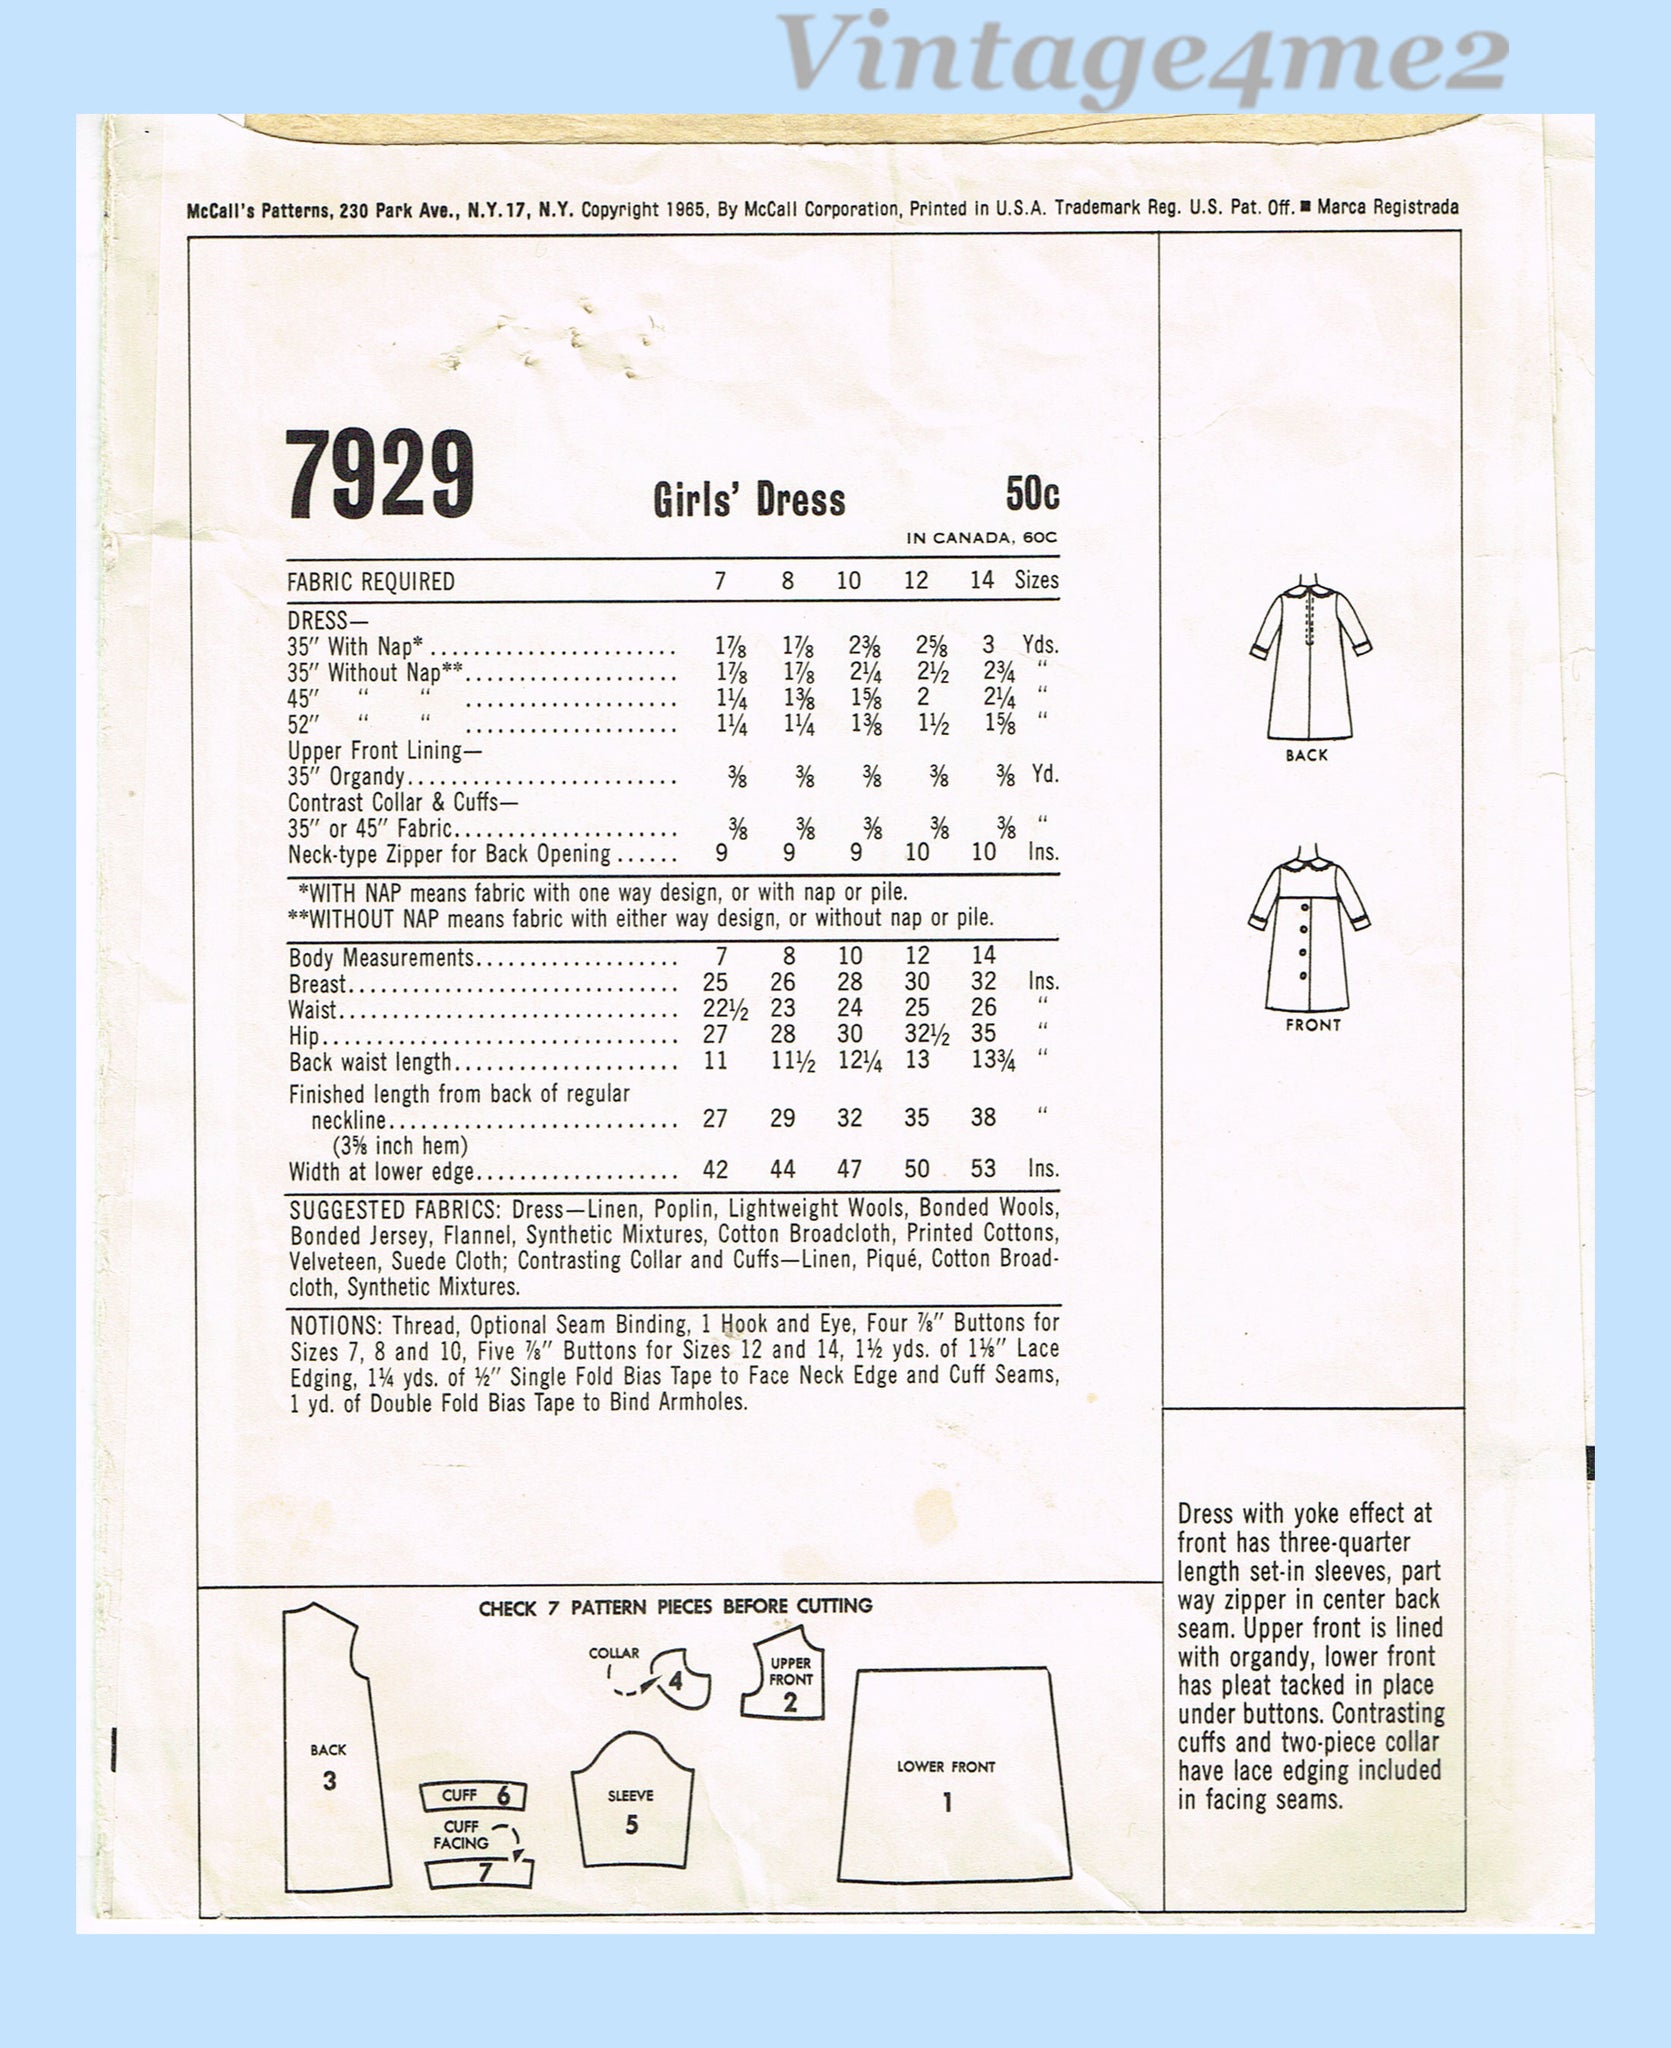 Vintage4me2
McCall's Patterns, 230 Park Ave., N.Y. 17, N.Y. Copyright 1965, By McCall Corporation, Printed in U.S.A. Trademark Reg. U.S. Pat. Off. ■ Marca Registrada
7929 Girls' Dress 50c
IN CANADA, 60C
FABRIC REQUIRED 7 8 10 12 14 Sizes
DRESS—
35″ With Nap* ....................... 1⅞ 1⅞ 2⅜ 2⅝ 3 Yds.
35″ Without Nap**.................... 1⅞ 1⅞ 2¼ 2½ 2¾ "
45″ " " .................... 1¼ 1⅜ 1⅝ 2 2¼ "
52″ " " .................... 1¼ 1¼ 1⅜ 1½ 1⅝ "
Upper Front Lining—
35″ Organdy......................... ⅜ ⅜ ⅜ ⅜ ⅜ Yd.
Contrast Collar & Cuffs—
35″ or 45″ Fabric..................... ⅜ ⅜ ⅜ ⅜ ⅜ "
Neck-type Zipper for Back Opening ...... 9 9 9 10 10 Ins.
*WITH NAP means fabric with one way design, or with nap or pile.
**WITHOUT NAP means fabric with either way design, or without nap or pile.
Body Measurements................... 7 8 10 12 14
Breast............................... 25 26 28 30 32 Ins.
Waist................................ 22½ 23 24 25 26 "
Hip.................................. 27 28 30 32½ 35 "
Back waist length..................... 11 11½ 12¼ 13 13¾ "
Finished length from back of regular
neckline........................... 27 29 32 35 38 "
(3⅝ inch hem)
Width at lower edge................... 42 44 47 50 53 Ins.
SUGGESTED FABRICS: Dress—Linen, Poplin, Lightweight Wools, Bonded Wools,
Bonded Jersey, Flannel, Synthetic Mixtures, Cotton Broadcloth, Printed Cottons,
Velveteen, Suede Cloth; Contrasting Collar and Cuffs—Linen, Piqué, Cotton Broad-
cloth, Synthetic Mixtures.
NOTIONS: Thread, Optional Seam Binding, 1 Hook and Eye, Four ⅞″ Buttons for
Sizes 7, 8 and 10, Five ⅞″ Buttons for Sizes 12 and 14, 1½ yds. of 1⅛″ Lace
Edging, 1¼ yds. of ½″ Single Fold Bias Tape to Face Neck Edge and Cuff Seams,
1 yd. of Double Fold Bias Tape to Bind Armholes.
BACK
FRONT
CHECK 7 PATTERN PIECES BEFORE CUTTING
BACK
3
COLLAR
4
UPPER
FRONT
2
CUFF 6
CUFF
FACING
7
SLEEVE
5
LOWER FRONT
1
Dress with yoke effect at
front has three-quarter
length set-in sleeves, part
way zipper in center back
seam. Upper front is lined
with organdy, lower front
has pleat tacked in place
under buttons. Contrasting
cuffs and two-piece collar
have lace edging included
in facing seams.